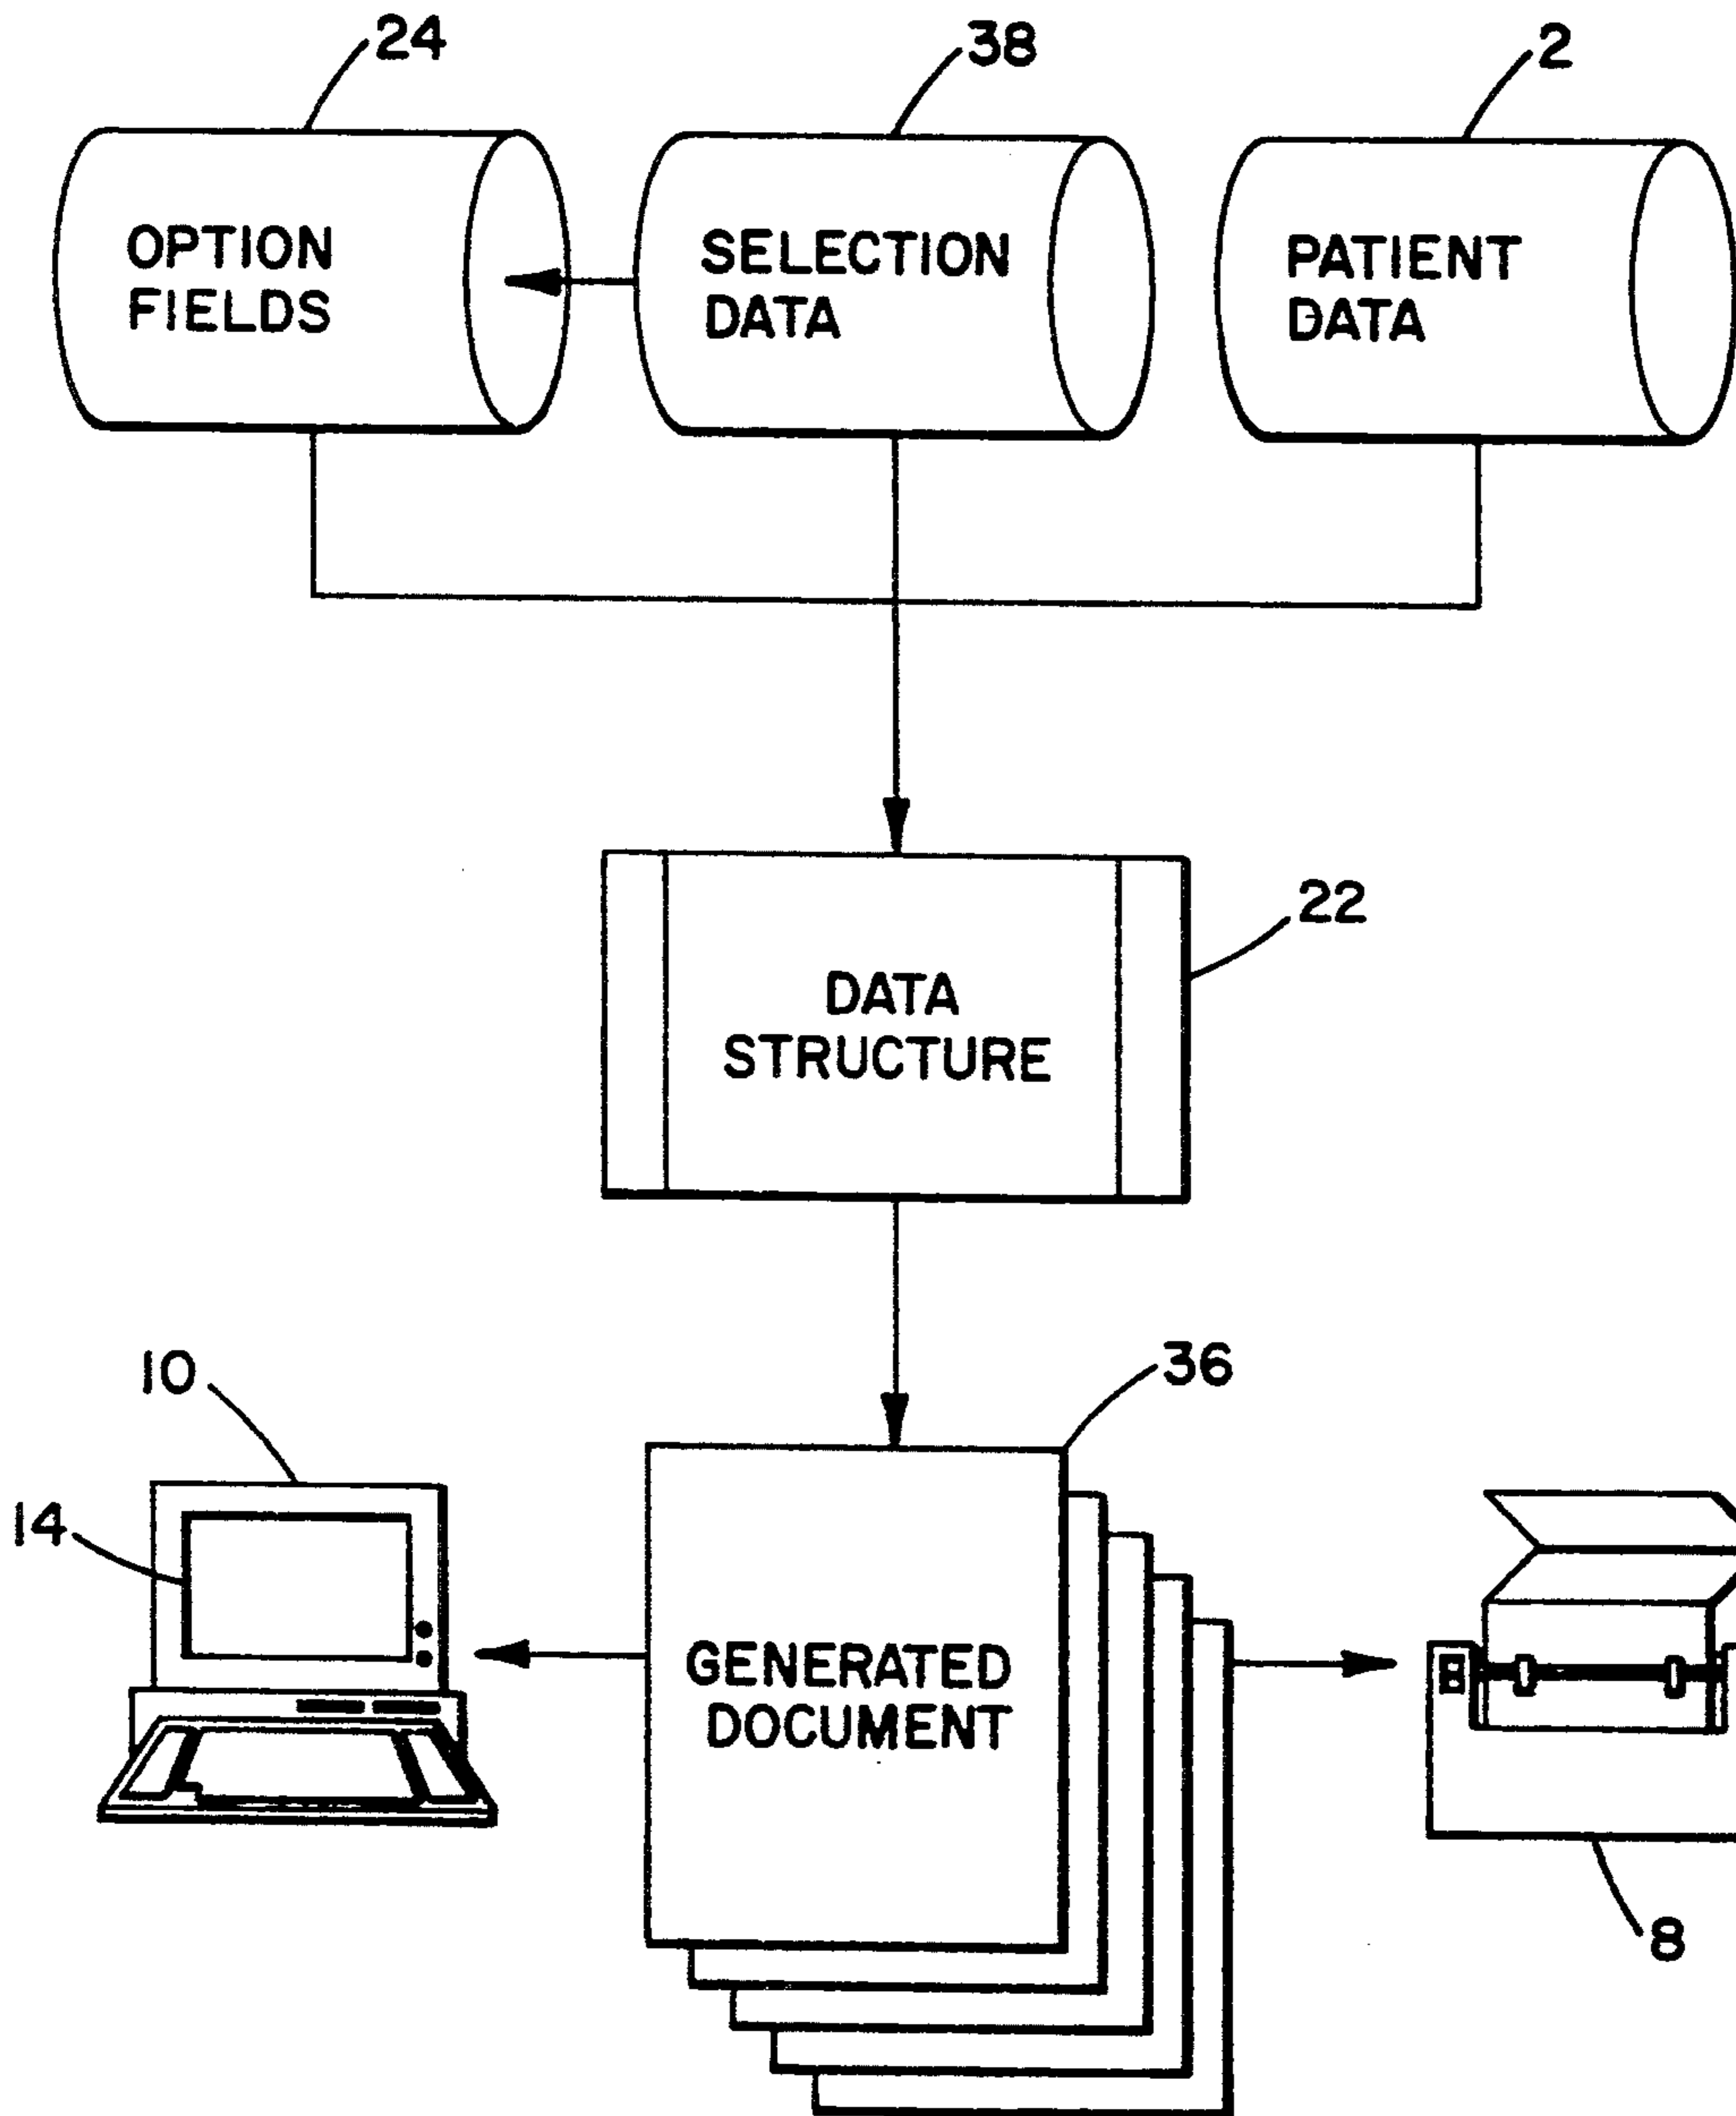 24
38
2
OPTION
FIELDS
SELECTION
DATA
PATIENT
DATA
22
DATA
STRUCTURE
10
36
14
GENERATED
DOCUMENT
8